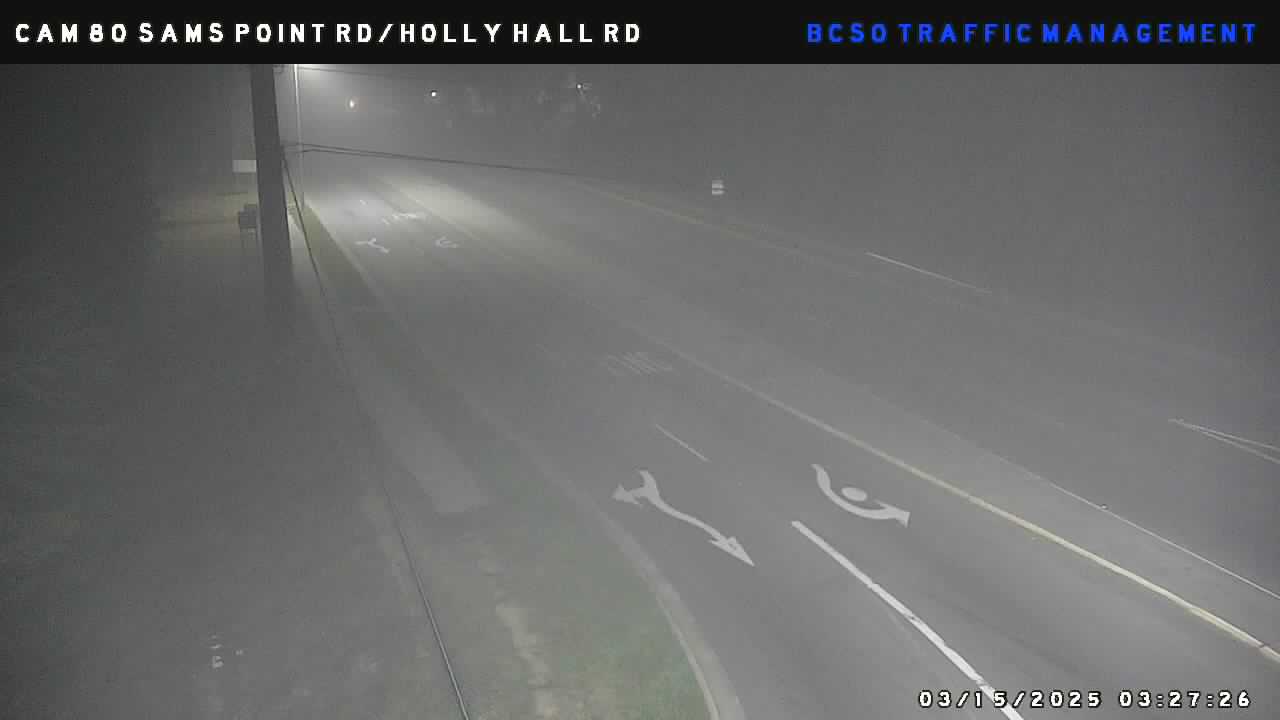 CAM 80 SAMS POINT RD/HOLLY HALL RD
BCSO TRAFFIC MANAGEMENT
03/15/2025 03:27:26